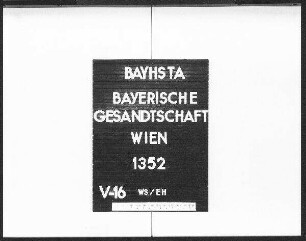 BAYHSTA
BAYERISCHE
GESANDTSCHAFT
WIEN
1352
V-16 WS/EH